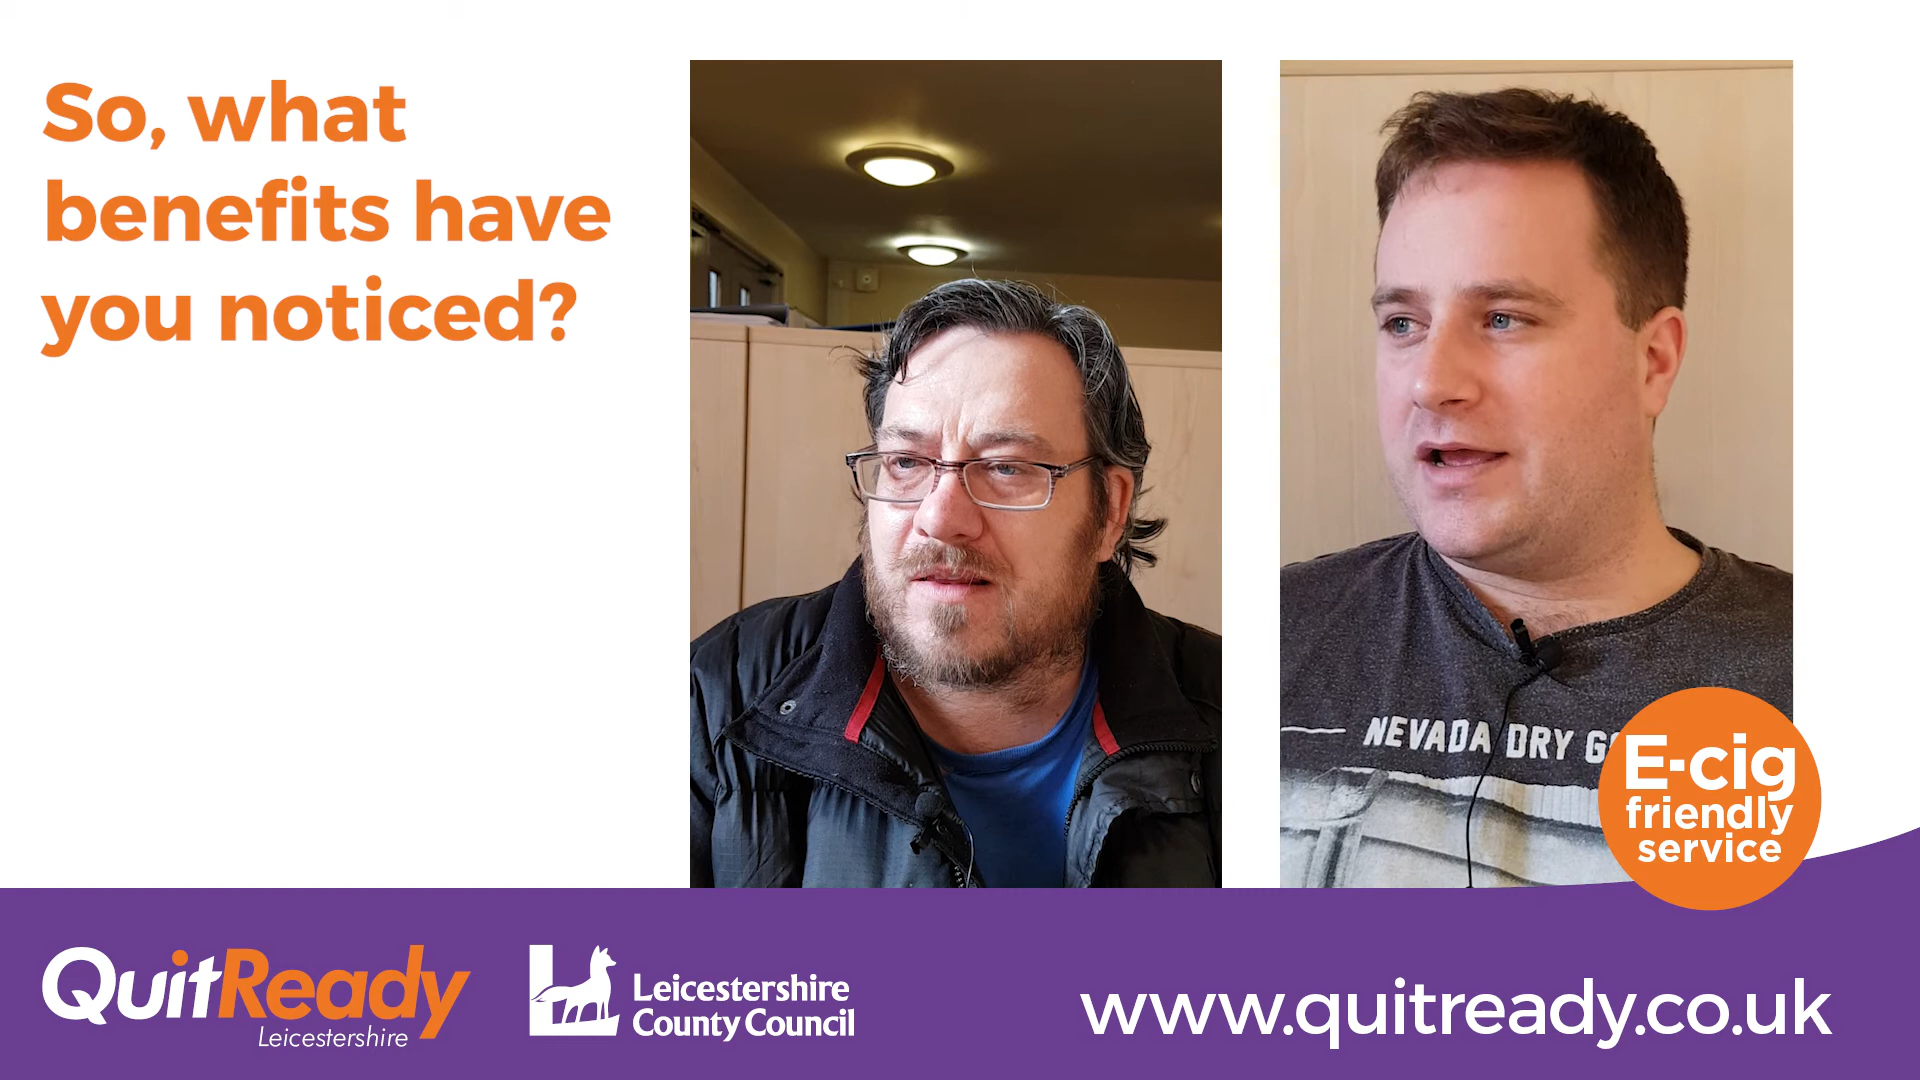 So, what
benefits have
you noticed?
NEVADA DRY
E-cig
friendly
service
QuitReady
Leicestershire
Leicestershire
County Council
www.quitready.co.uk